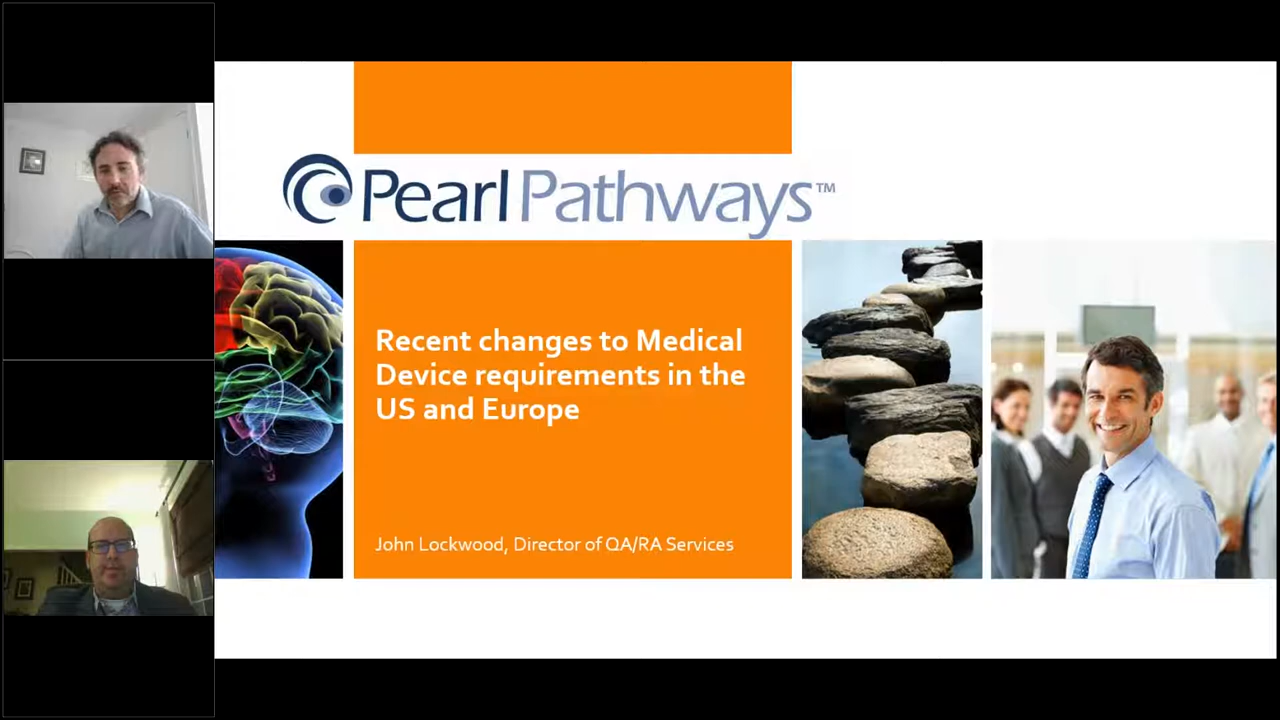 Pearl Pathways™
Recent changes to Medical
Device requirements in the
US and Europe
John Lockwood, Director of QA/RA Services